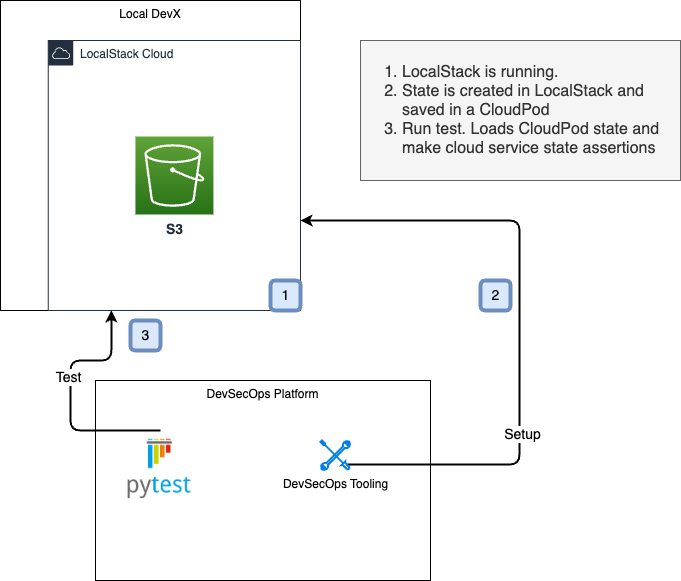 Local DevX
LocalStack Cloud
S3
1
1. LocalStack is running.
2. State is created in LocalStack and
saved in a CloudPod
3. Run test. Loads CloudPod state and
make cloud service state assertions
2
3
Test
Setup
DevSecOps Platform
pytest
DevSecOps Tooling